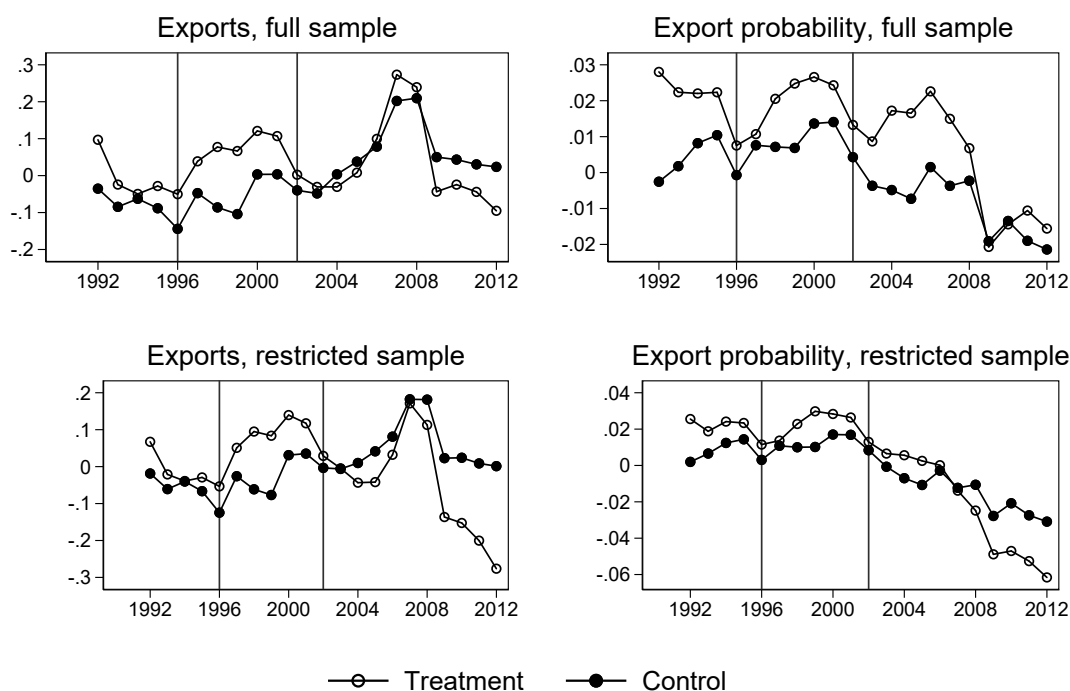 Exports, full sample
.3
.2
.1
0
-.1
-.2
1992 1996 2000 2004 2008 2012
Export probability, full sample
.03
.02
.01
0
-.01
-.02
1992 1996 2000 2004 2008 2012
Exports, restricted sample
.2
.1
0
-.1
-.2
-.3
1992 1996 2000 2004 2008 2012
Export probability, restricted sample
.04
.02
0
-.02
-.04
-.06
1992 1996 2000 2004 2008 2012
Treatment Control